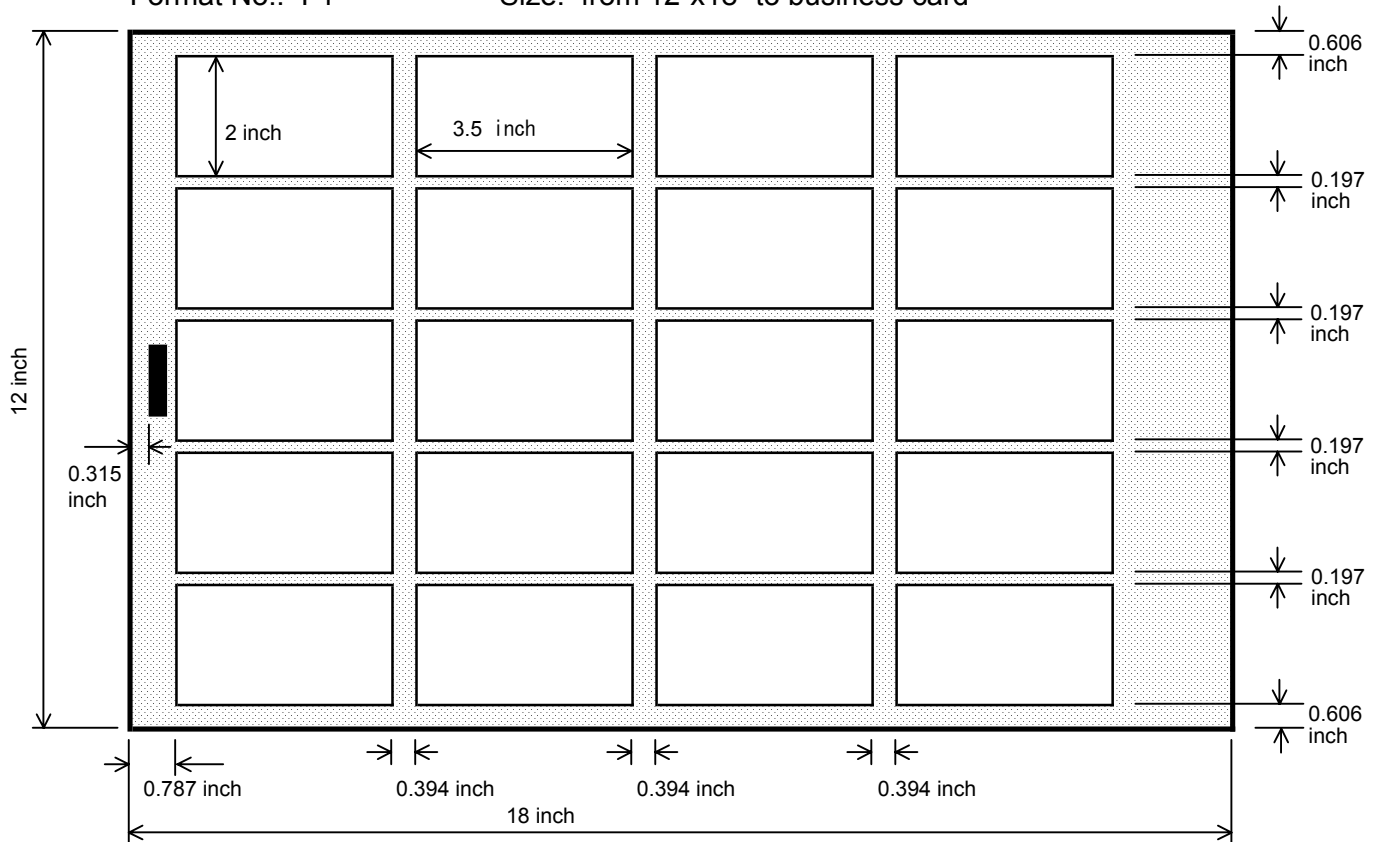 Format No.: Size: from 12 x18 to business card
0.606
inch
2 inch
3.5 inch
0.197
inch
0.197
inch
12 inch
0.197
inch
0.315
inch
0.197
inch
0.606
inch
0.787 inch
0.394 inch
0.394 inch
0.394 inch
18 inch